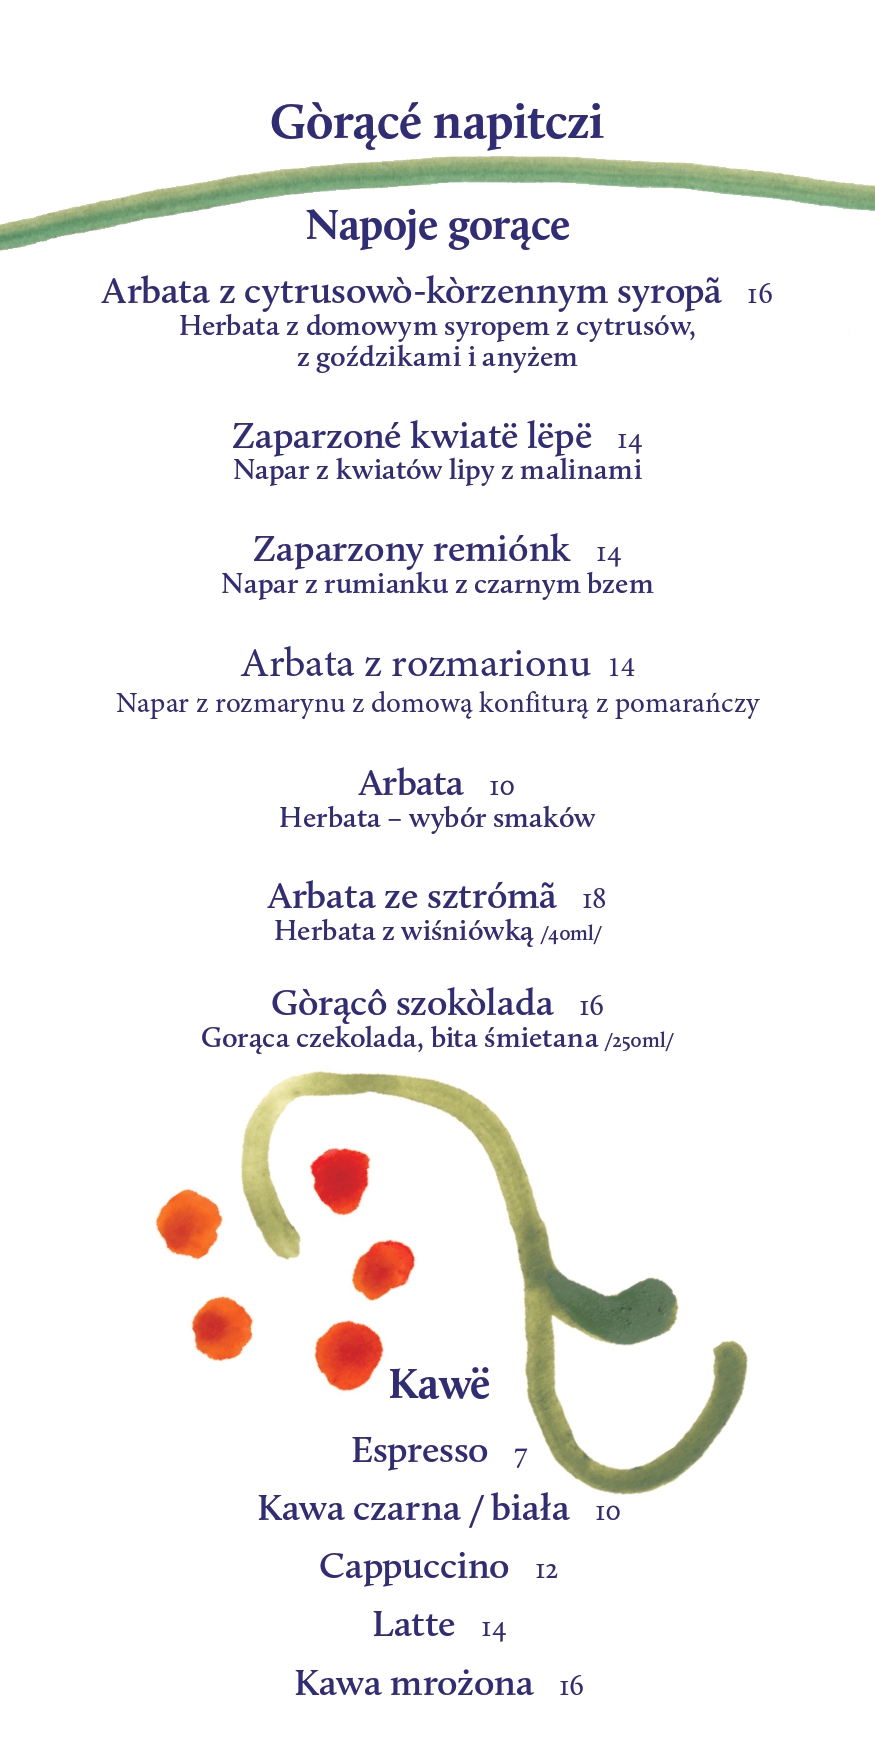 Gòrącé napitczi
Napoje gorące
Arbata z cytrusowò-kòrzennym syropã 16
Herbata z domowym syropem z cytrusów,
z goździkami i anyżem
Zaparzoné kwiatë lëpë 14
Napar z kwiatów lipy z malinami
Zaparzony remiónk 14
Napar z rumianku z czarnym bzem
Arbata z rozmarionu 14
Napar z rozmarynu z domową konfiturą z pomarańczy
Arbata 10
Herbata – wybór smaków
Arbata ze sztrómã 18
Herbata z wiśniówką /40ml/
Gòrącô szokòlada 16
Gorąca czekolada, bita śmietana /250ml/
Kawë
Espresso 7
Kawa czarna / biała 10
Cappuccino 12
Latte 14
Kawa mrożona 16